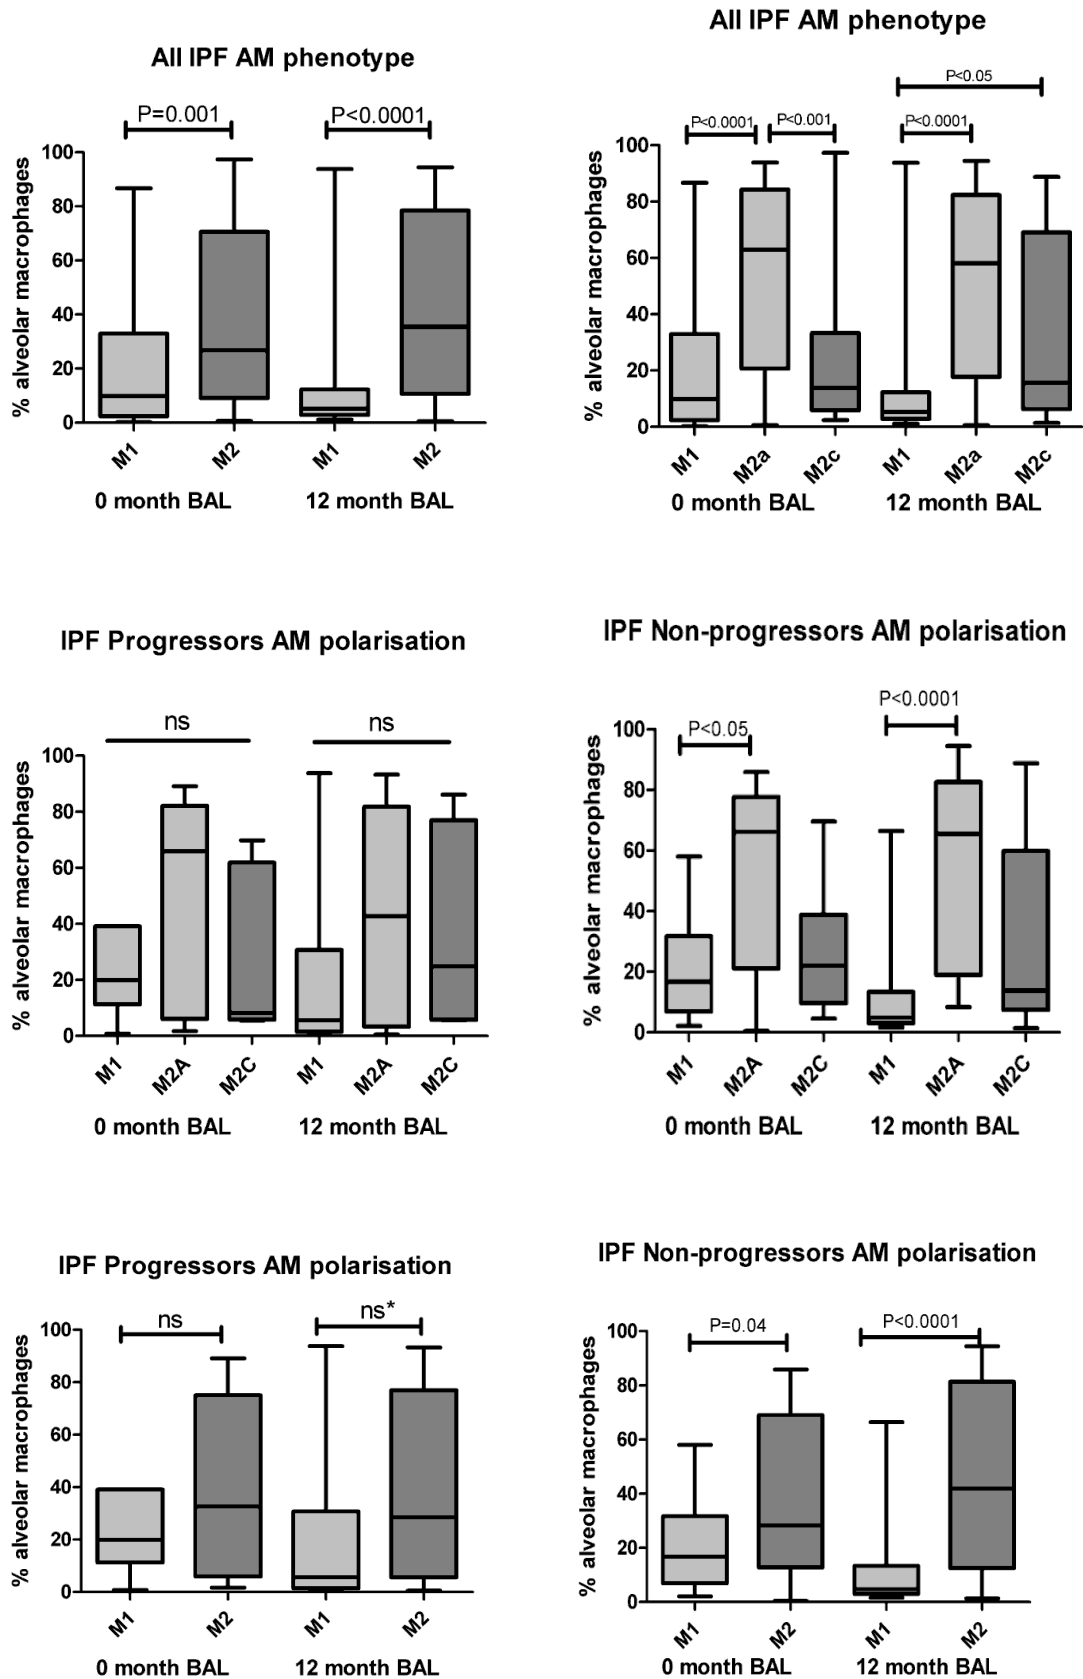 All IPF AM phenotype
P=0.001 P<0.0001
% alveolar macrophages
100
80
60
40
20
0
M1 M2 M1 M2
0 month BAL 12 month BAL
All IPF AM phenotype
P<0.05
P<0.0001 P<0.001 P<0.0001
% alveolar macrophages
100
80
60
40
20
0
M1 M2a M2c M1 M2a M2c
0 month BAL 12 month BAL
IPF Progressors AM polarisation
ns ns
% alveolar macrophages
100
80
60
40
20
0
M1 M2A M2C M1 M2A M2C
0 month BAL 12 month BAL
IPF Non-progressors AM polarisation
P<0.05 P<0.0001
% alveolar macrophages
100
80
60
40
20
0
M1 M2A M2C M1 M2A M2C
0 month BAL 12 month BAL
IPF Progressors AM polarisation
ns ns*
% alveolar macrophages
100
80
60
40
20
0
M1 M2 M1 M2
0 month BAL 12 month BAL
IPF Non-progressors AM polarisation
P=0.04 P<0.0001
% alveolar macrophages
100
80
60
40
20
0
M1 M2 M1 M2
0 month BAL 12 month BAL